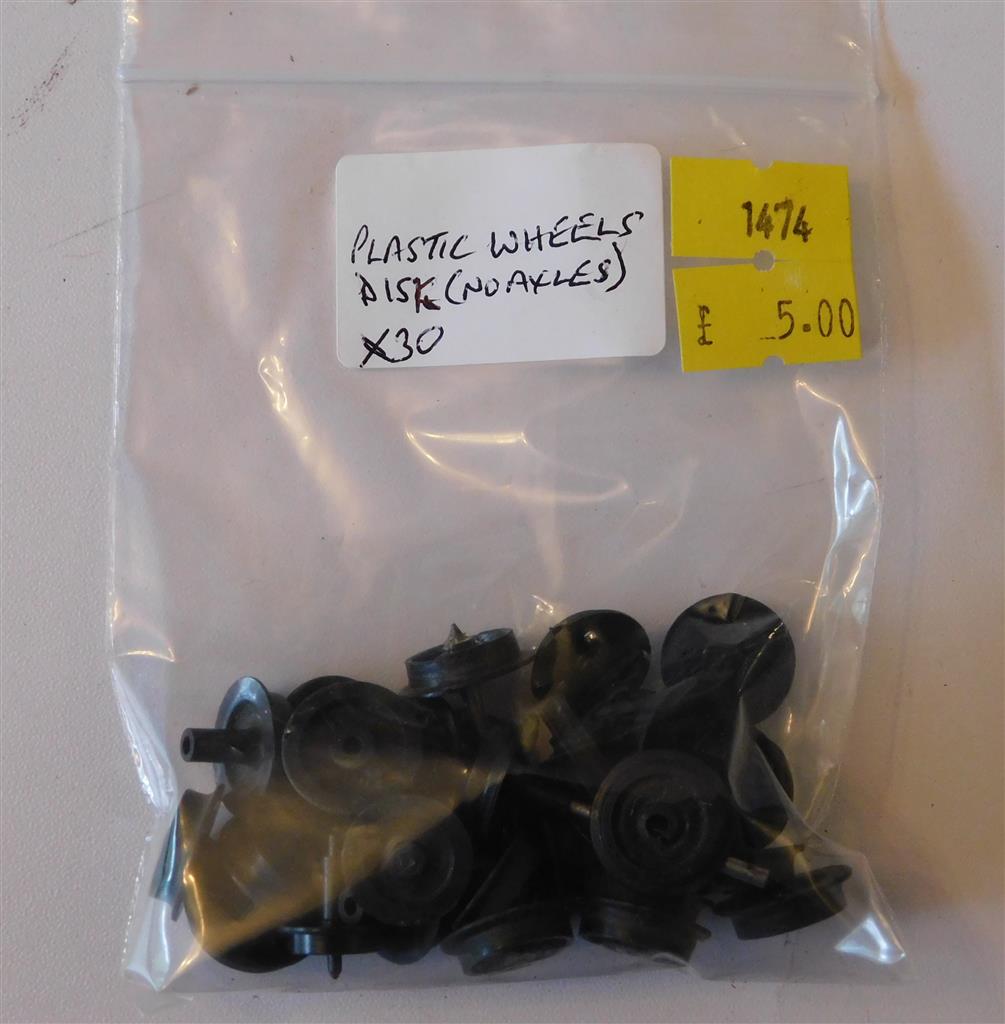 PLASTIC WHEELS
DISK (NO AXLES)
X30
1474
£ 5.00